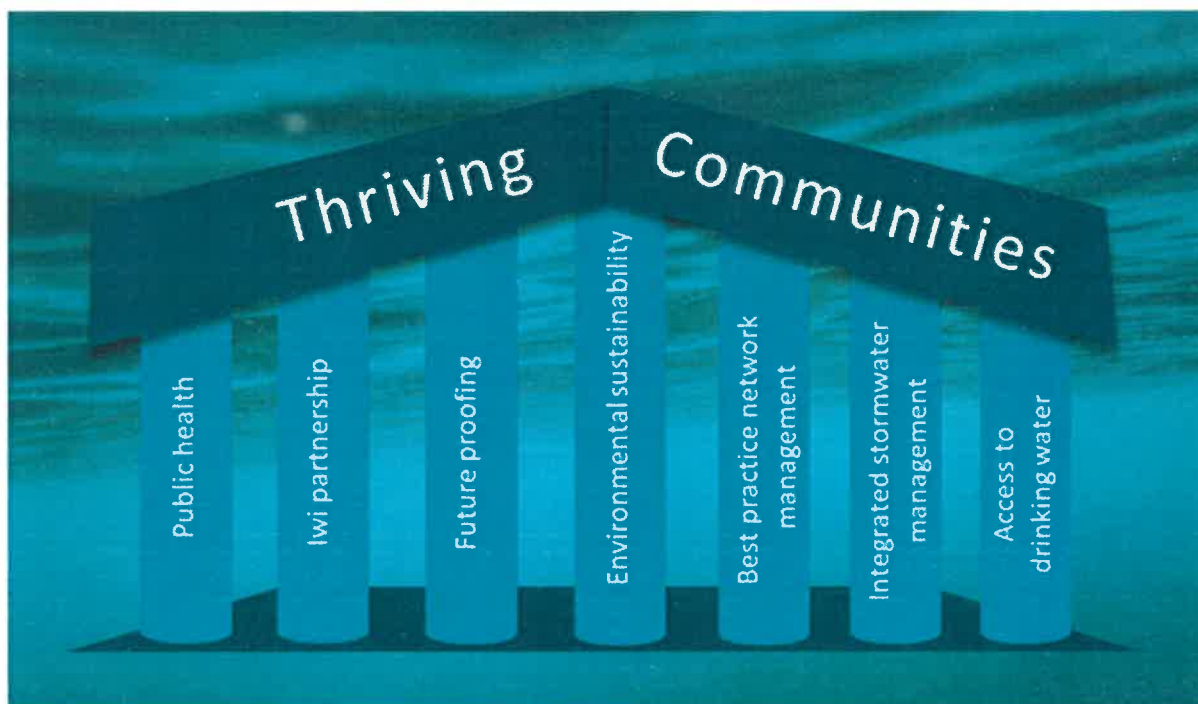 Thriving Communities
Public health
Iwi partnership
Future proofing
Environmental sustainability
Best practice network
management
Integrated stormwater
management
Access to
drinking water